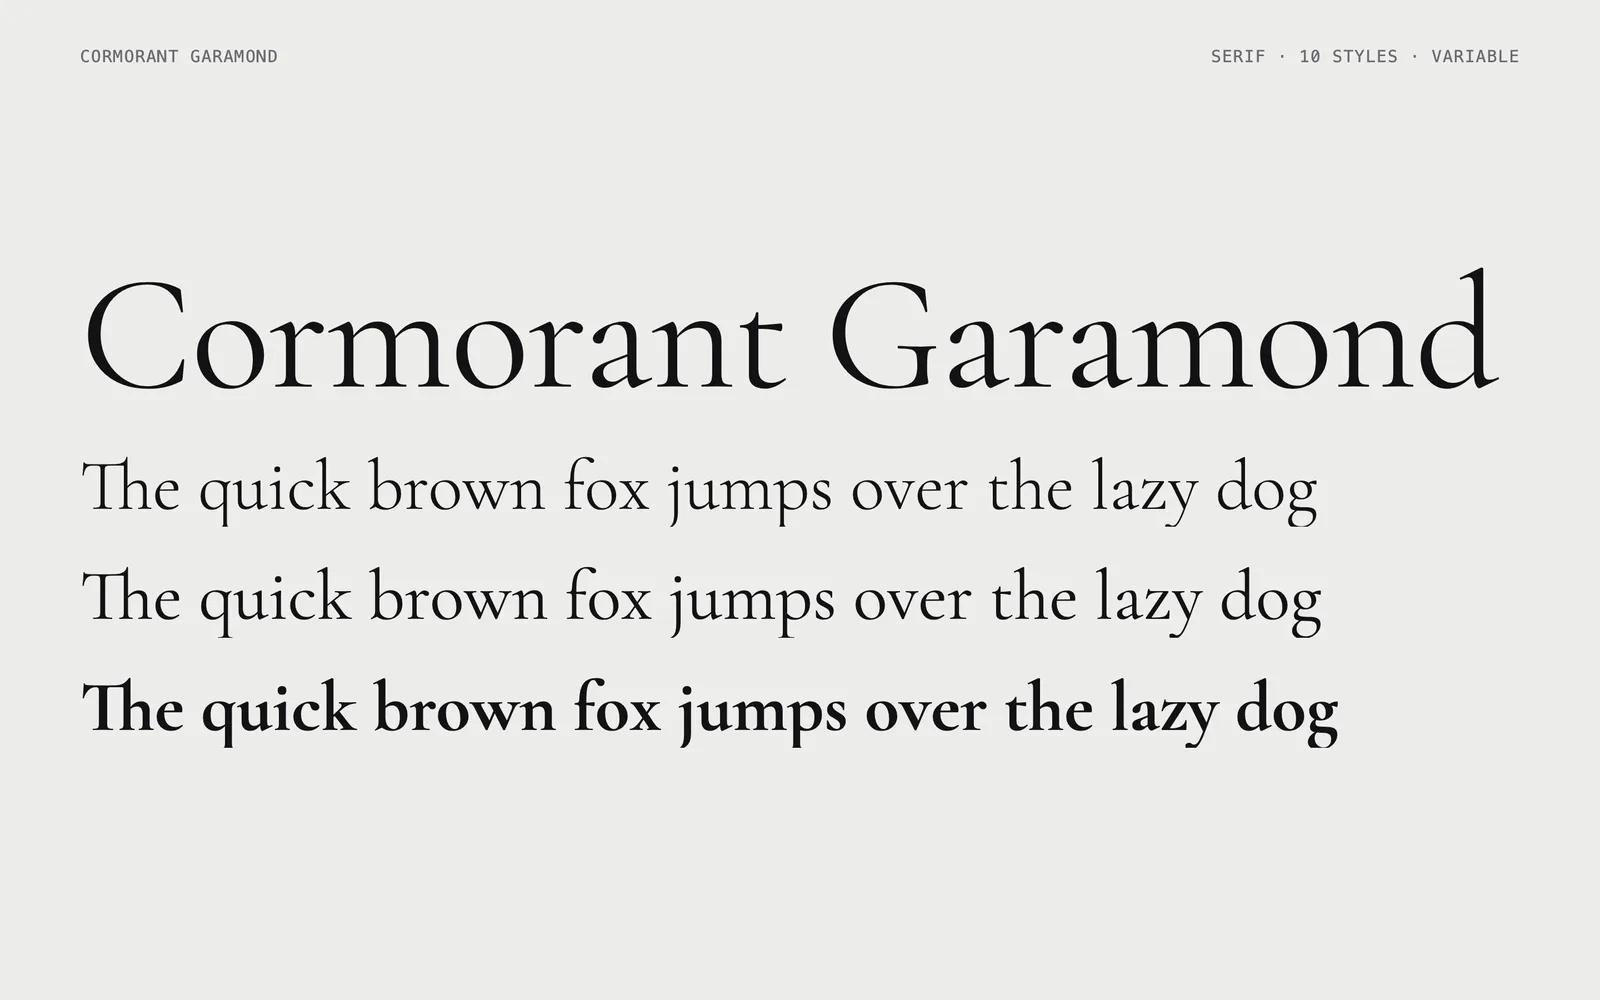 CORMORANT GARAMOND
SERIF · 10 STYLES · VARIABLE
Cormorant Garamond
The quick brown fox jumps over the lazy dog
The quick brown fox jumps over the lazy dog
The quick brown fox jumps over the lazy dog